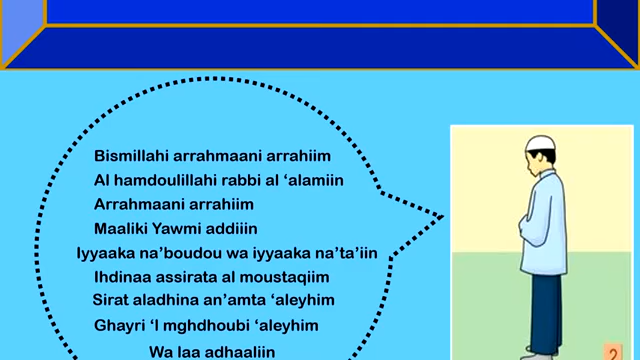 Bismillahi arrahmaani arrahiim
Al hamdoulillahi rabbi al ‘alamiin
Arrahmaani arrahiim
Maaliki Yawmi addiiin
Iyyaaka na’boudou wa iyyaaka na’ta’iin
Ihdinaa assirata al moustaqiim
Sirat aladhina an’amta ‘aleyhim
Ghayri ‘l mghdhoubi ‘aleyhim
Wa laa adhaaliin
2